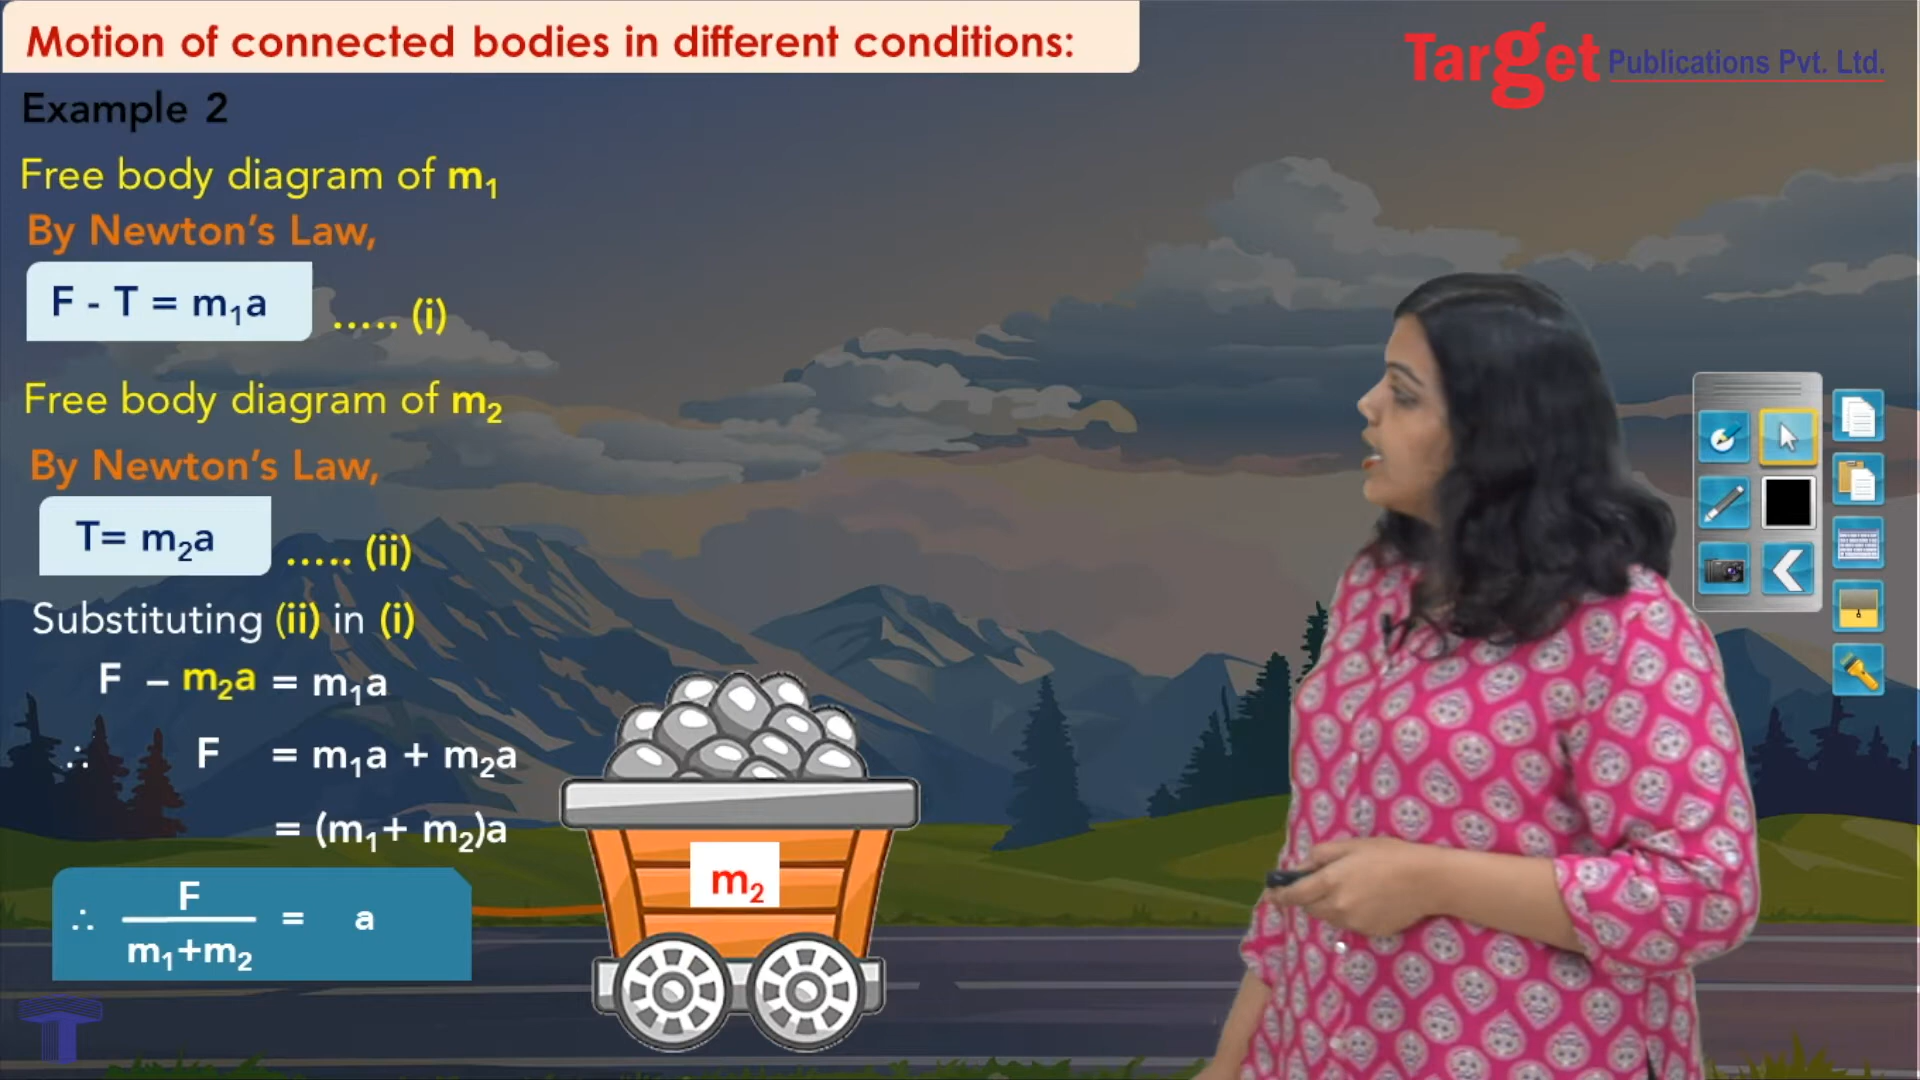 Motion of connected bodies in different conditions:
Target Publications Pvt. Ltd.
Example 2
Free body diagram of m₁
By Newton's Law,
F - T = m₁a ..... (i)
Free body diagram of m₂
By Newton's Law,
T= m₂a ..... (ii)
Substituting (ii) in (i)
F – m₂a = m₁a
∴ F = m₁a + m₂a
= (m₁+ m₂)a
∴ F / m₁+m₂ = a
m₂
T